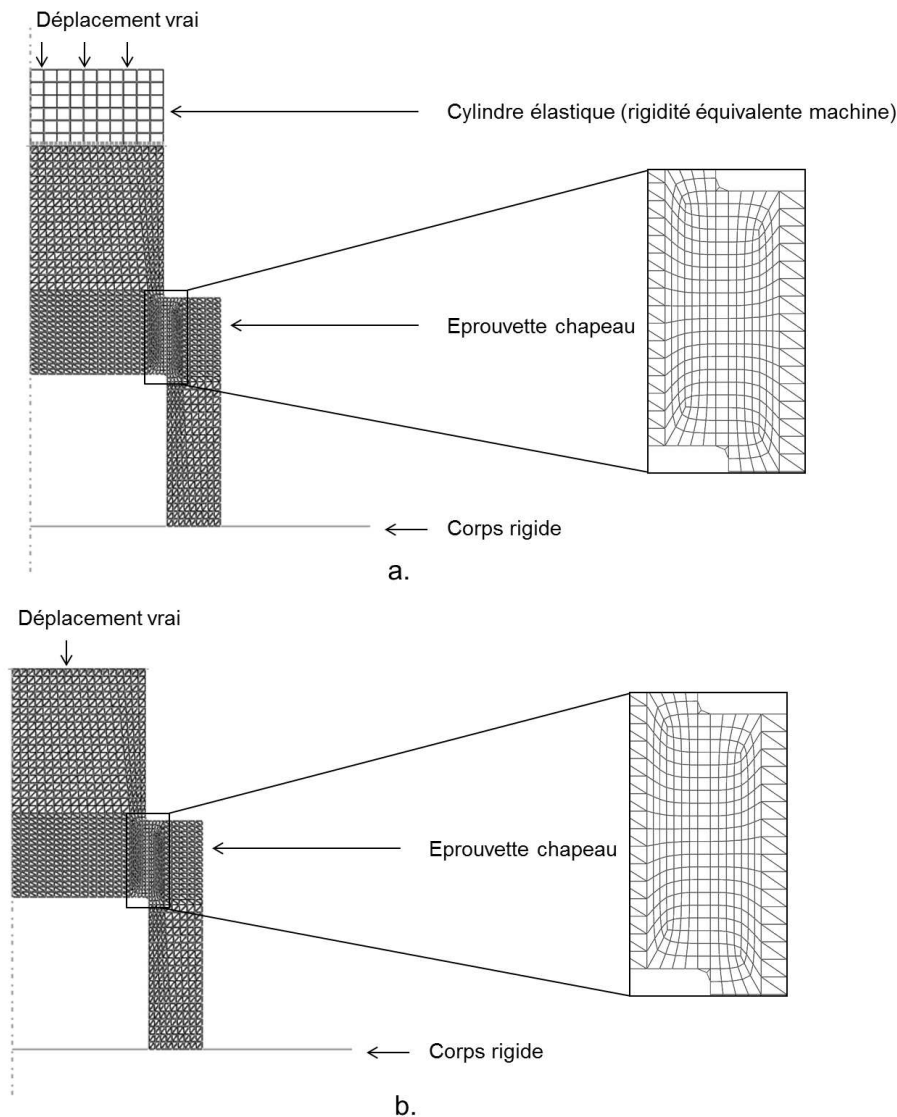 Déplacement vrai
Cylindre élastique (rigidité équivalente machine)
Eprouvette chapeau
Corps rigide
a.
Déplacement vrai
Eprouvette chapeau
Corps rigide
b.